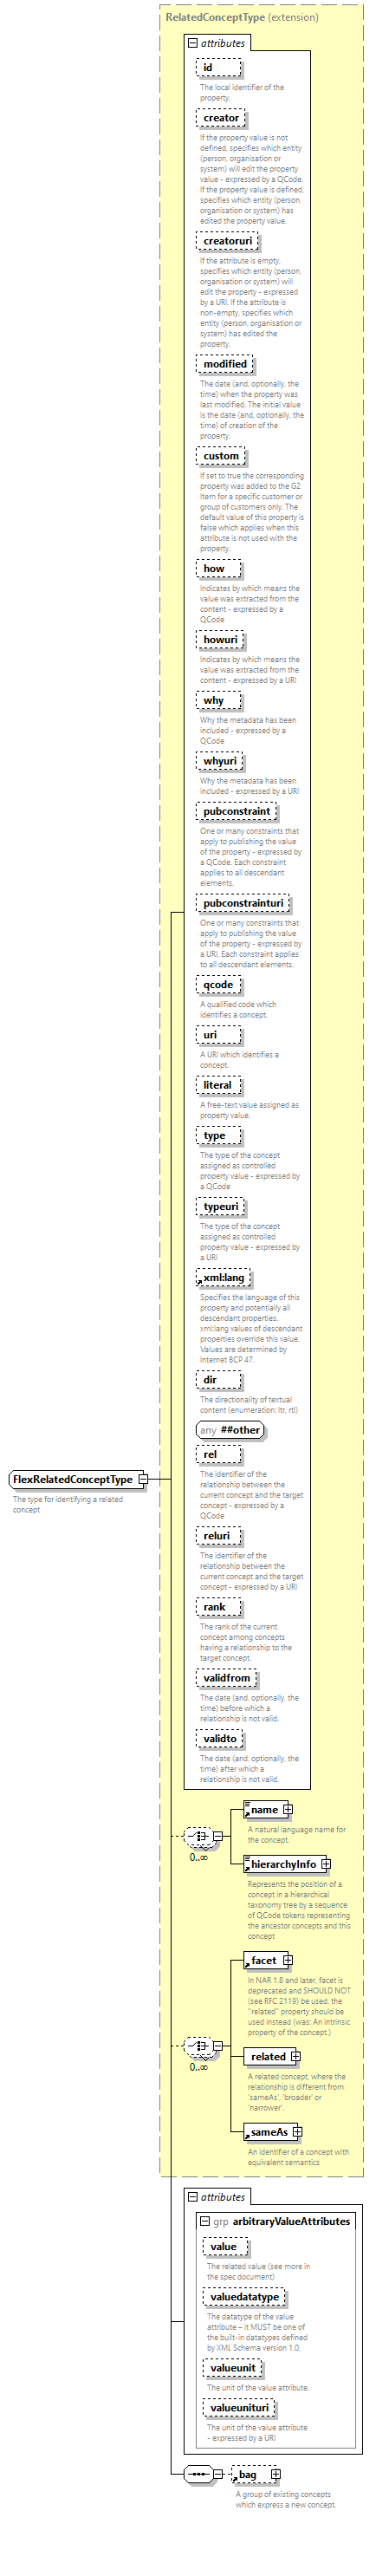 RelatedConceptType (extension)
attributes
id
The local identifier of the
property.
creator
If the property value is not
defined, specifies which entity
(person, organisation or
system) will edit the property
value - expressed by a QCode.
If the property value is defined,
specifies which entity (person,
organisation or system) has
edited the property value.
creatoruri
If the attribute is empty,
specifies which entity (person,
organisation or system) will
edit the property - expressed
by a URI. If the attribute is
non-empty, specifies which
entity (person, organisation or
system) has edited the
property.
modified
The date (and, optionally, the
time) when the property was
last modified. The initial value
is the date (and, optionally, the
time) of creation of the
property.
custom
If set to true the corresponding
property was added to the G2
Item for a specific customer or
group of customers only. The
default value of this property is
false which applies when this
attribute is not used with the
property.
how
Indicates by which means the
value was extracted from the
content - expressed by a
QCode
howuri
Indicates by which means the
value was extracted from the
content - expressed by a URI
why
Why the metadata has been
included - expressed by a
QCode
whyuri
Why the metadata has been
included - expressed by a URI
pubconstraint
One or many constraints that
apply to publishing the value
of the property - expressed by
a QCode. Each constraint
applies to all descendant
elements.
pubconstrainturi
One or many constraints that
apply to publishing the value
of the property - expressed by
a URI. Each constraint applies
to all descendant elements.
qcode
A qualified code which
identifies a concept.
uri
A URI which identifies a
concept.
literal
A free-text value assigned as
property value.
type
The type of the concept
assigned as controlled
property value - expressed by
a QCode
typeuri
The type of the concept
assigned as controlled
property value - expressed by
a URI
xml:lang
Specifies the language of this
property and potentially all
descendant properties.
xml:lang values of descendant
properties override this value.
Values are determined by
Internet BCP 47.
dir
The directionality of textual
content (enumeration: ltr, rtl)
any ##other
rel
The identifier of the
relationship between the
current concept and the target
concept - expressed by a
QCode
reluri
The identifier of the
relationship between the
current concept and the target
concept - expressed by a URI
rank
The rank of the current
concept among concepts
having a relationship to the
target concept.
validfrom
The date (and, optionally, the
time) before which a
relationship is not valid.
validto
The date (and, optionally, the
time) after which a
relationship is not valid.
FlexRelatedConceptType
The type for identifying a related
concept
0..∞
name
A natural language name for
the concept.
hierarchyInfo
Represents the position of a
concept in a hierarchical
taxonomy tree by a sequence
of QCode tokens representing
the ancestor concepts and this
concept
0..∞
facet
In NAR 1.8 and later, facet is
deprecated and SHOULD NOT
(see RFC 2119) be used, the
"related" property should be
used instead (was: An intrinsic
property of the concept.)
related
A related concept, where the
relationship is different from
'sameAs', 'broader' or
'narrower'.
sameAs
An identifier of a concept with
equivalent semantics
attributes
grp arbitraryValueAttributes
value
The related value (see more in
the spec document)
valuedatatype
The datatype of the value
attribute – it MUST be one of
the built-in datatypes defined
by XML Schema version 1.0.
valueunit
The unit of the value attribute.
valueunituri
The unit of the value attribute
- expressed by a URI
bag
A group of existing concepts
which express a new concept.